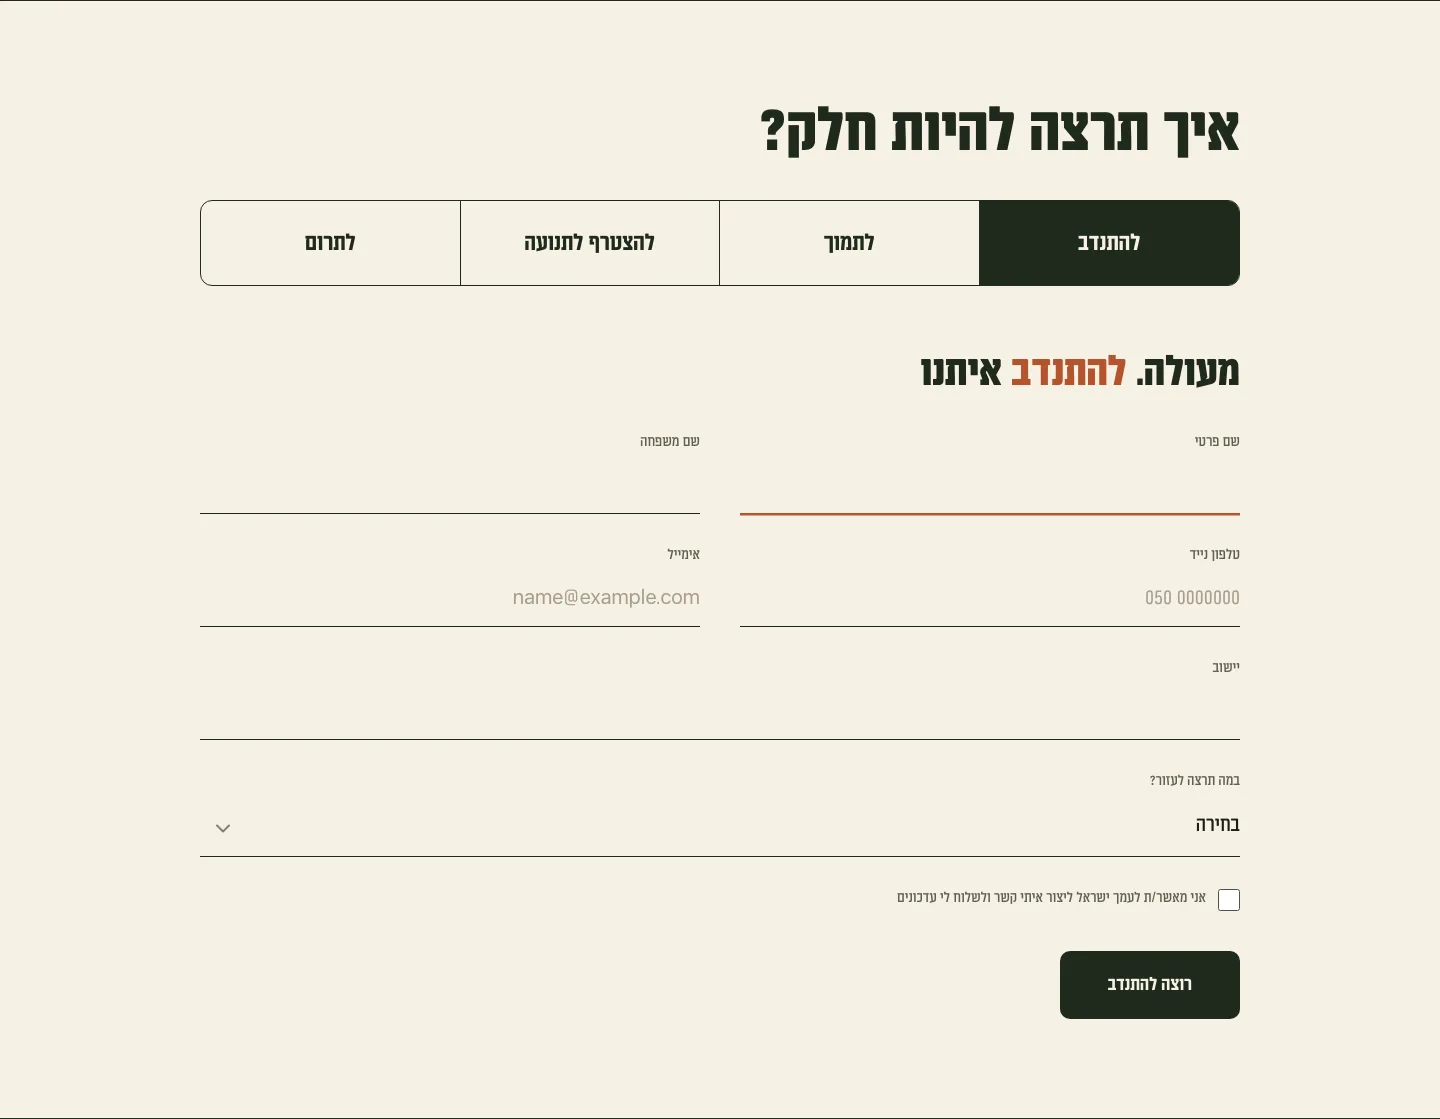 איך תרצה להיות חלק?
להתנדב
לתמוך
להצטרף לתנועה
לתרום
מעולה. להתנדב איתנו
שם פרטי
שם משפחה
טלפון נייד
050 0000000
אימייל
name@example.com
יישוב
במה תרצה לעזור?
בחירה
אני מאשר/ת לעמך ישראל ליצור איתי קשר ולשלוח לי עדכונים
רוצה להתנדב